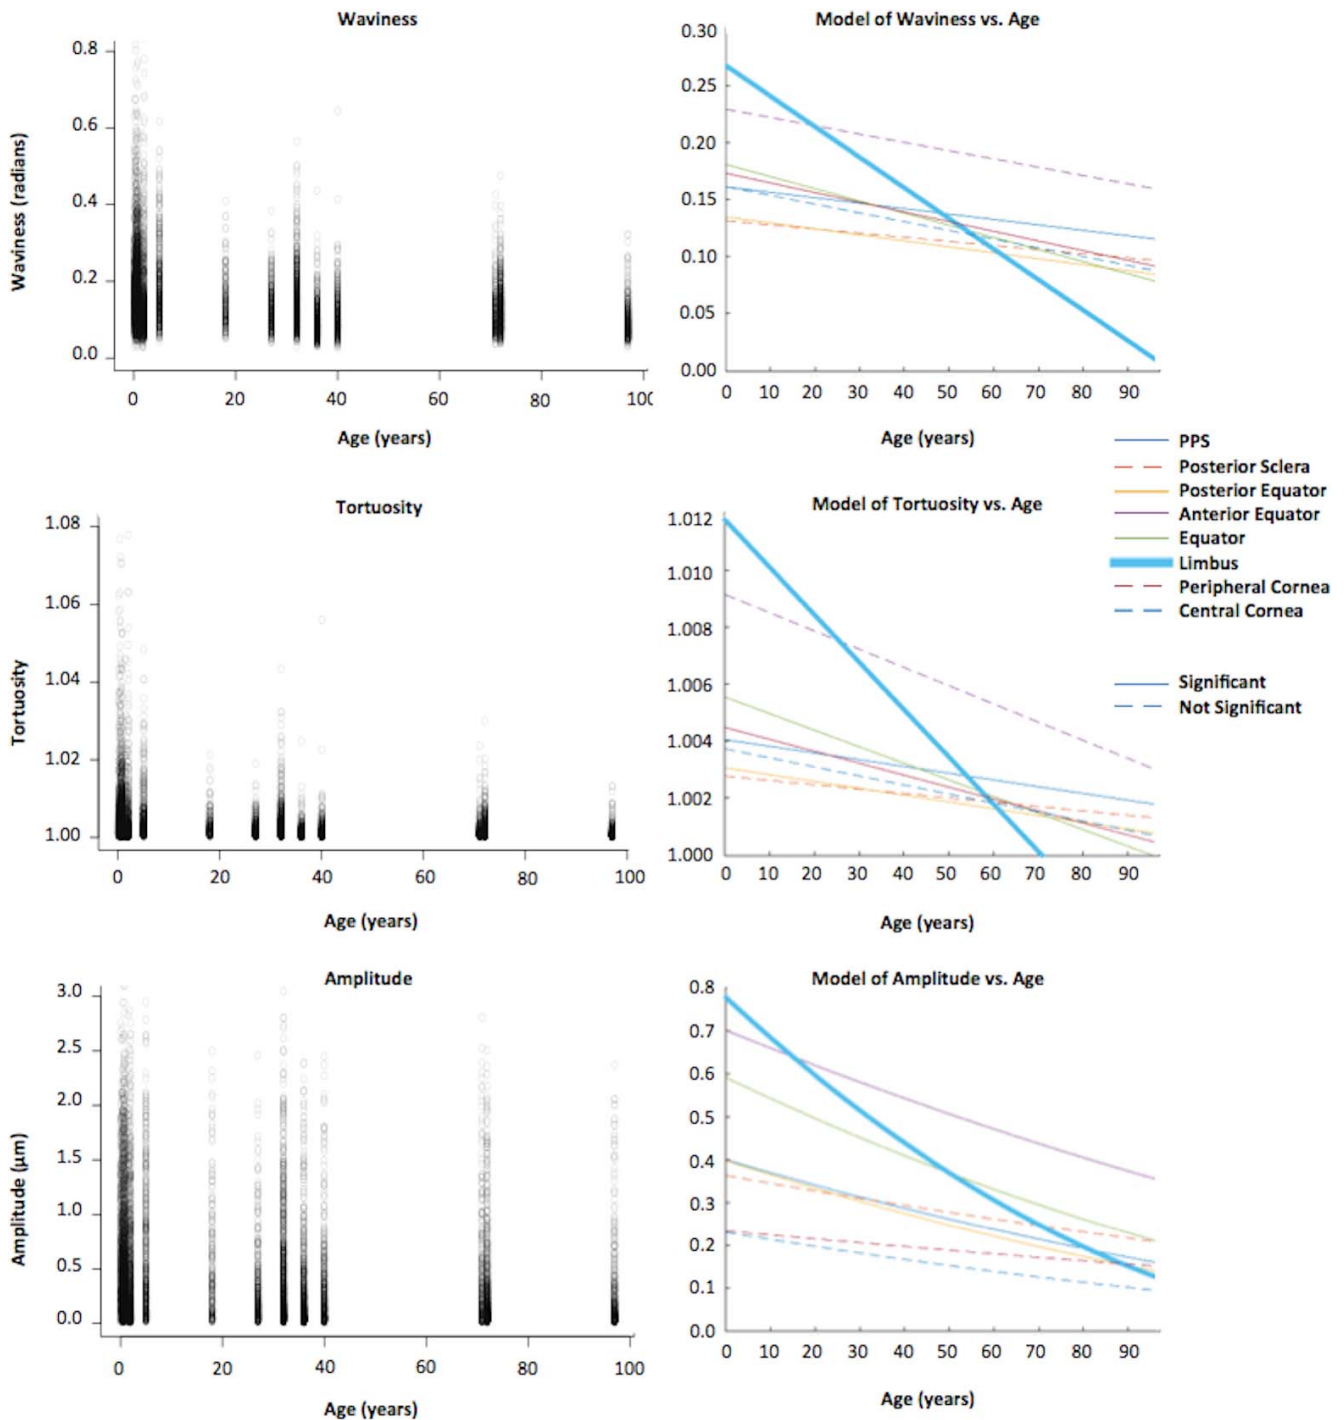 Waviness
Waviness (radians)
0.8
0.6
0.4
0.2
0.0
0 20 40 60 80 100
Age (years)
Model of Waviness vs. Age
0.30
0.25
0.20
0.15
0.10
0.05
0.00
0 10 20 30 40 50 60 70 80 90
Age (years)
PPS
Posterior Sclera
Posterior Equator
Anterior Equator
Equator
Limbus
Peripheral Cornea
Central Cornea
Significant
Not Significant
Tortuosity
Tortuosity
1.08
1.06
1.04
1.02
1.00
0 20 40 60 80 100
Age (years)
Model of Tortuosity vs. Age
1.012
1.010
1.008
1.006
1.004
1.002
1.000
0 10 20 30 40 50 60 70 80 90
Age (years)
Amplitude
Amplitude (μm)
3.0
2.5
2.0
1.5
1.0
0.5
0.0
0 20 40 60 80 100
Age (years)
Model of Amplitude vs. Age
0.8
0.7
0.6
0.5
0.4
0.3
0.2
0.1
0.0
0 10 20 30 40 50 60 70 80 90
Age (years)